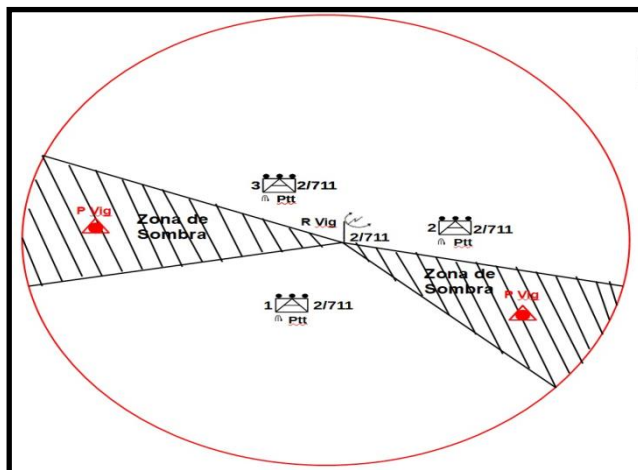 3 2/711
Ptt
P Vig
Zona de
Sombra
R Vig
2/711
2 2/711
Ptt
Zona de
Sombra
P Vig
1 2/711
Ptt